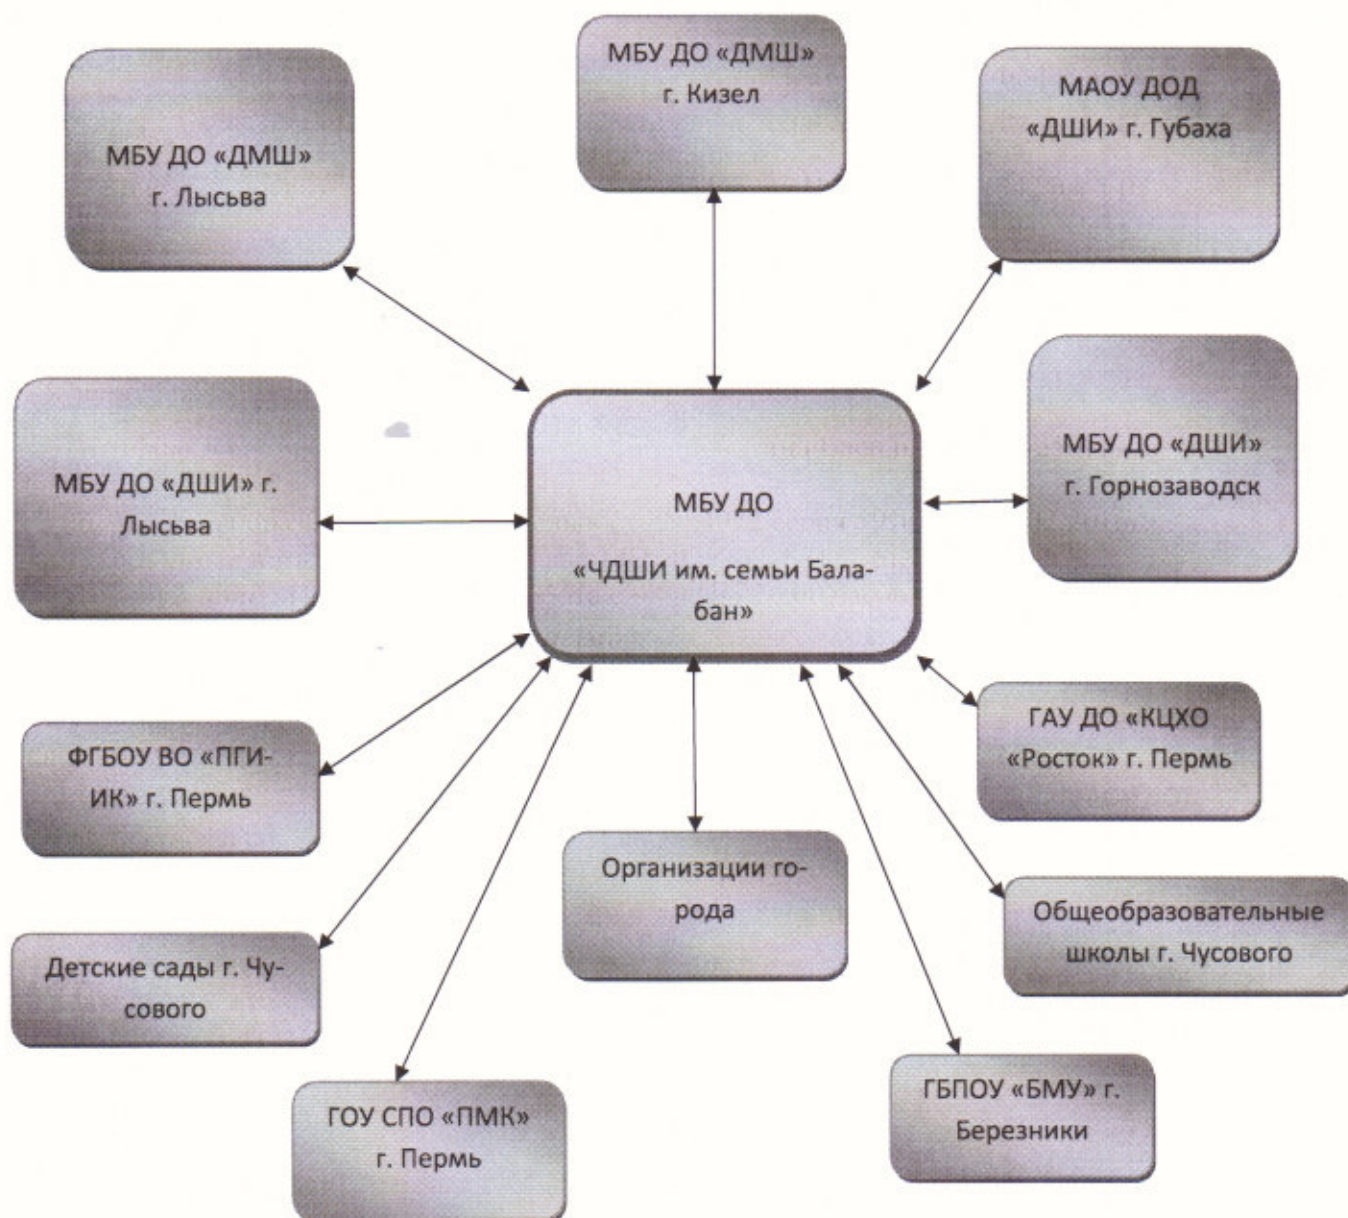 МБУ ДО «ДМШ»
г. Кизел
МАОУ ДОД
«ДШИ» г. Губаха
МБУ ДО «ДМШ»
г. Лысьва
МБУ ДО «ДШИ» г.
Лысьва
МБУ ДО
«ЧДШИ им. семьи Бала-
бан»
МБУ ДО «ДШИ»
г. Горнозаводск
ФГБОУ ВО «ПГИ-
ИК» г. Пермь
ГАУ ДО «КЦХО
«Росток» г. Пермь
Организации го-
рода
Общеобразовательные
школы г. Чусового
Детские сады г. Чу-
сового
ГОУ СПО «ПМК»
г. Пермь
ГБПОУ «БМУ» г.
Березники